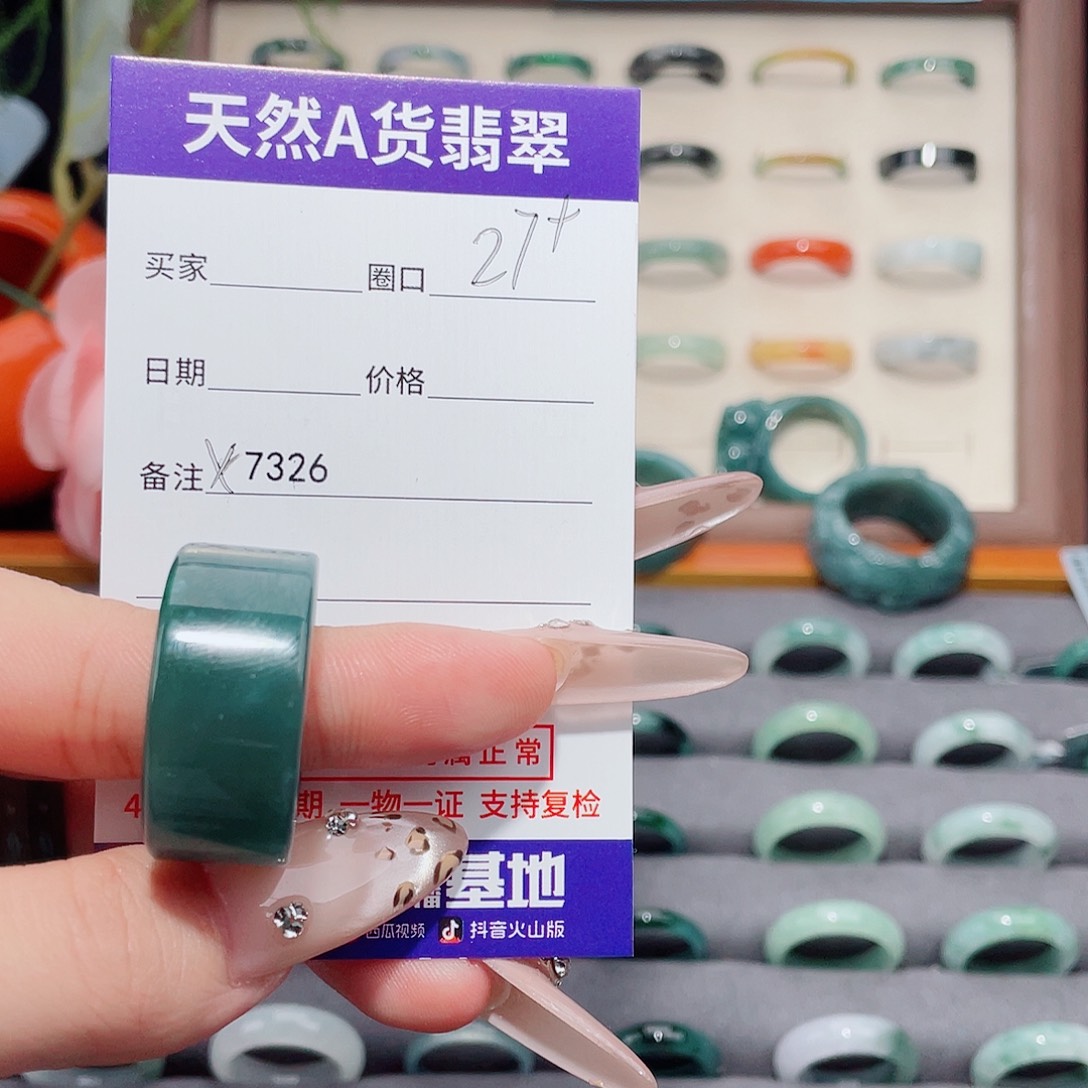 天然A货翡翠
买家 圈口 27+
日期 价格
备注 X 7326
正常
期 一物一证 支持复检
基地
西瓜视频 抖音火山版